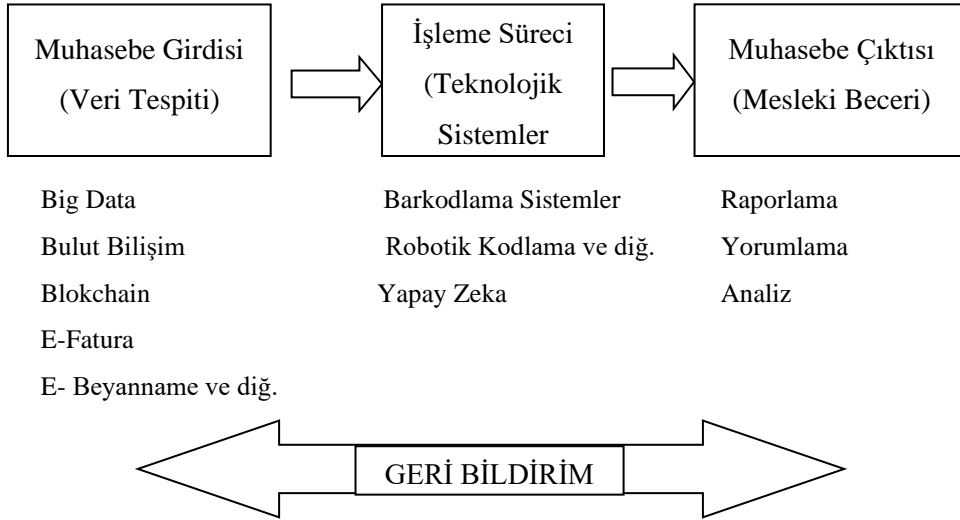 Muhasebe Girdisi
(Veri Tespiti)
İşleme Süreci
(Teknolojik
Sistemler
Muhasebe Çıktısı
(Mesleki Beceri)
Big Data
Bulut Bilişim
Blokchain
E-Fatura
E- Beyanname ve diğ.
Barkodlama Sistemler
Robotik Kodlama ve diğ.
Yapay Zeka
Raporlama
Yorumlama
Analiz
GERİ BİLDİRİM